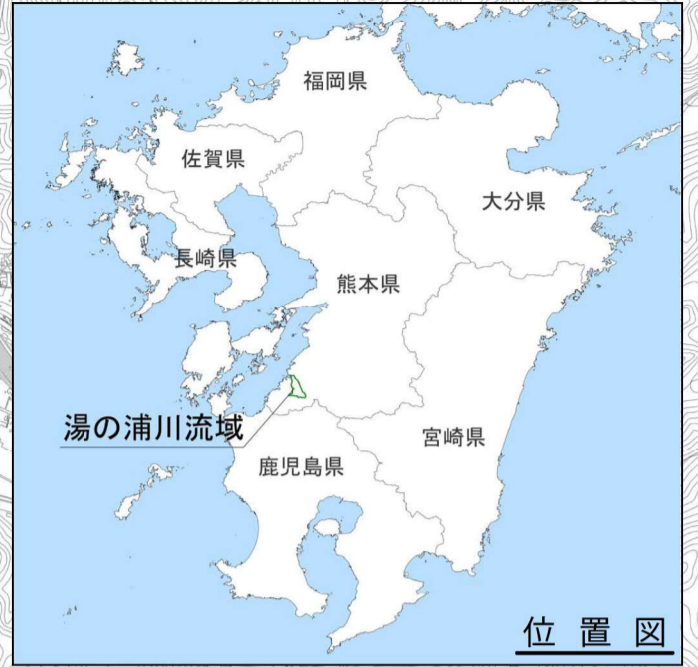 福岡県
佐賀県
大分県
長崎県
熊本県
湯の浦川流域
宮崎県
鹿児島県
位置図